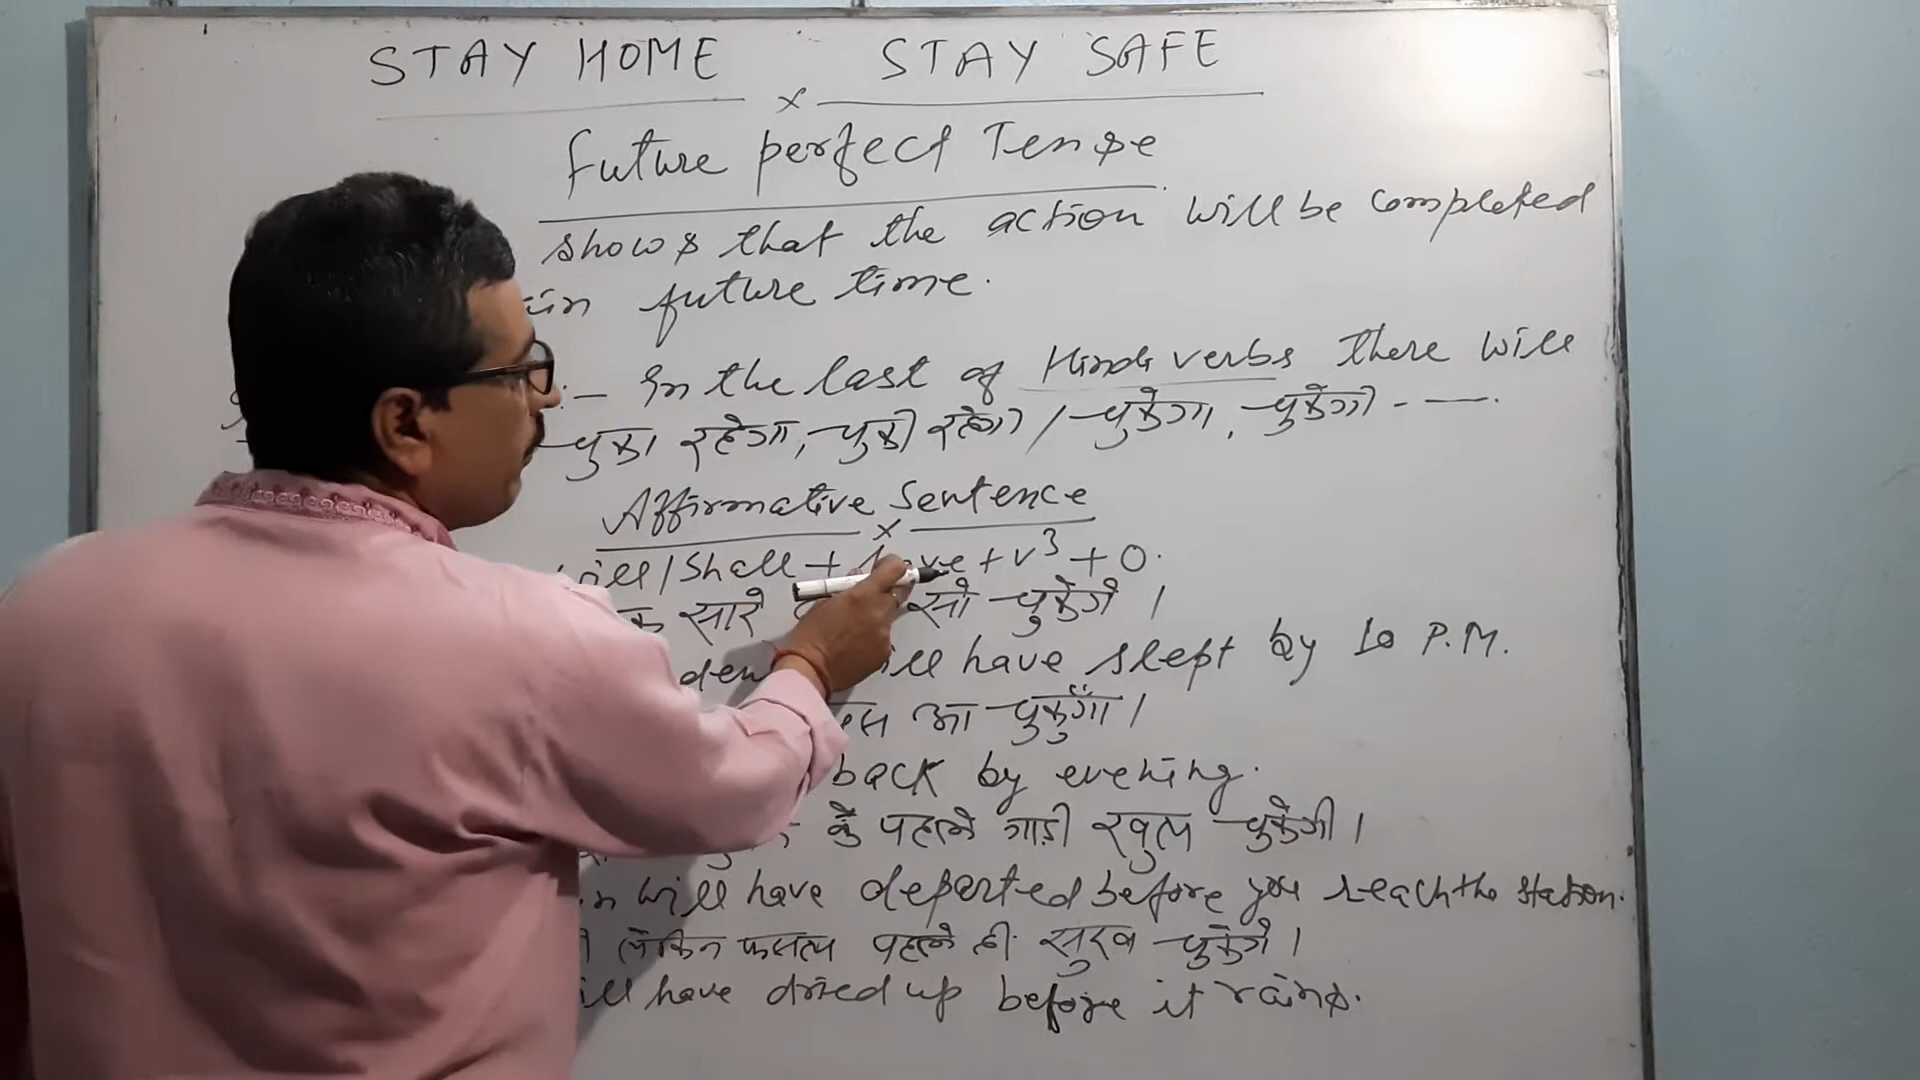 STAY HOME x STAY SAFE
Future perfect Tense
shows that the action will be completed
in future time.
:- In the last of Hindi verbs there will
चुका रहेगा, चुकी रहेगी / चुकेगा, चुकेगी - —.
Affirmative x Sentence
will/shall + have + v3 + O.
सारे सो चुकेंगे।
will have slept by 10 P.M.
आ चुकूँगा।
back by evening.
के पहले गाड़ी खुल चुकेगी।
will have departed before you reach the station.
लेकिन फसल पहले ही सुख चुकेंगे।
will have dried up before it rains.